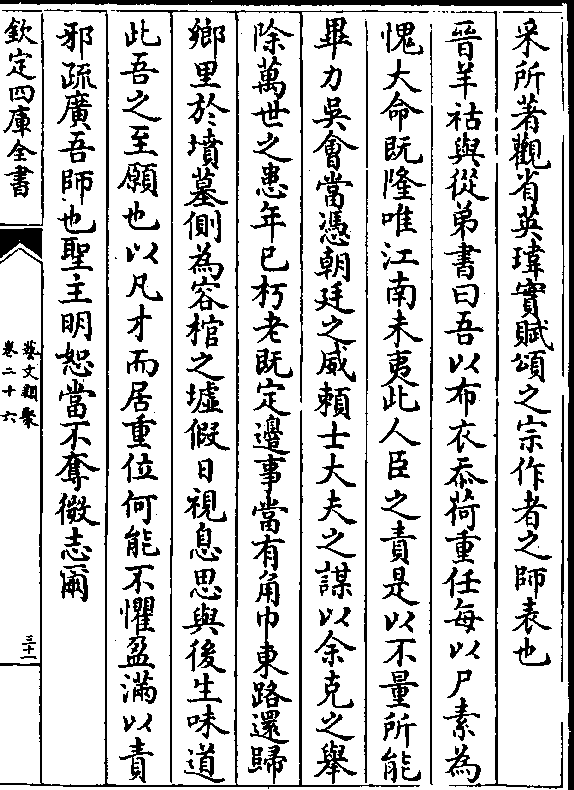 采所著觀省英瑋實賦頌之宗作者之師表也
晉羊祜與從弟書曰吾以布衣忝荷重任每以尸素為
愧大命既隆唯江南未夷此人臣之責是以不量所能
畢力吳會當憑朝廷之威賴士大夫之謀以余克之舉
除萬世之患年已朽老既定邊事當有角巾東路還歸
鄉里於墳墓側為容棺之墟假日視息思與後生味道
此吾之至願也以凡才而居重位何能不懼盈滿以責
邪疏廣吾師也聖主明恕當不奪微志爾
欽定四庫全書
藝文類聚
卷二十六
三十一